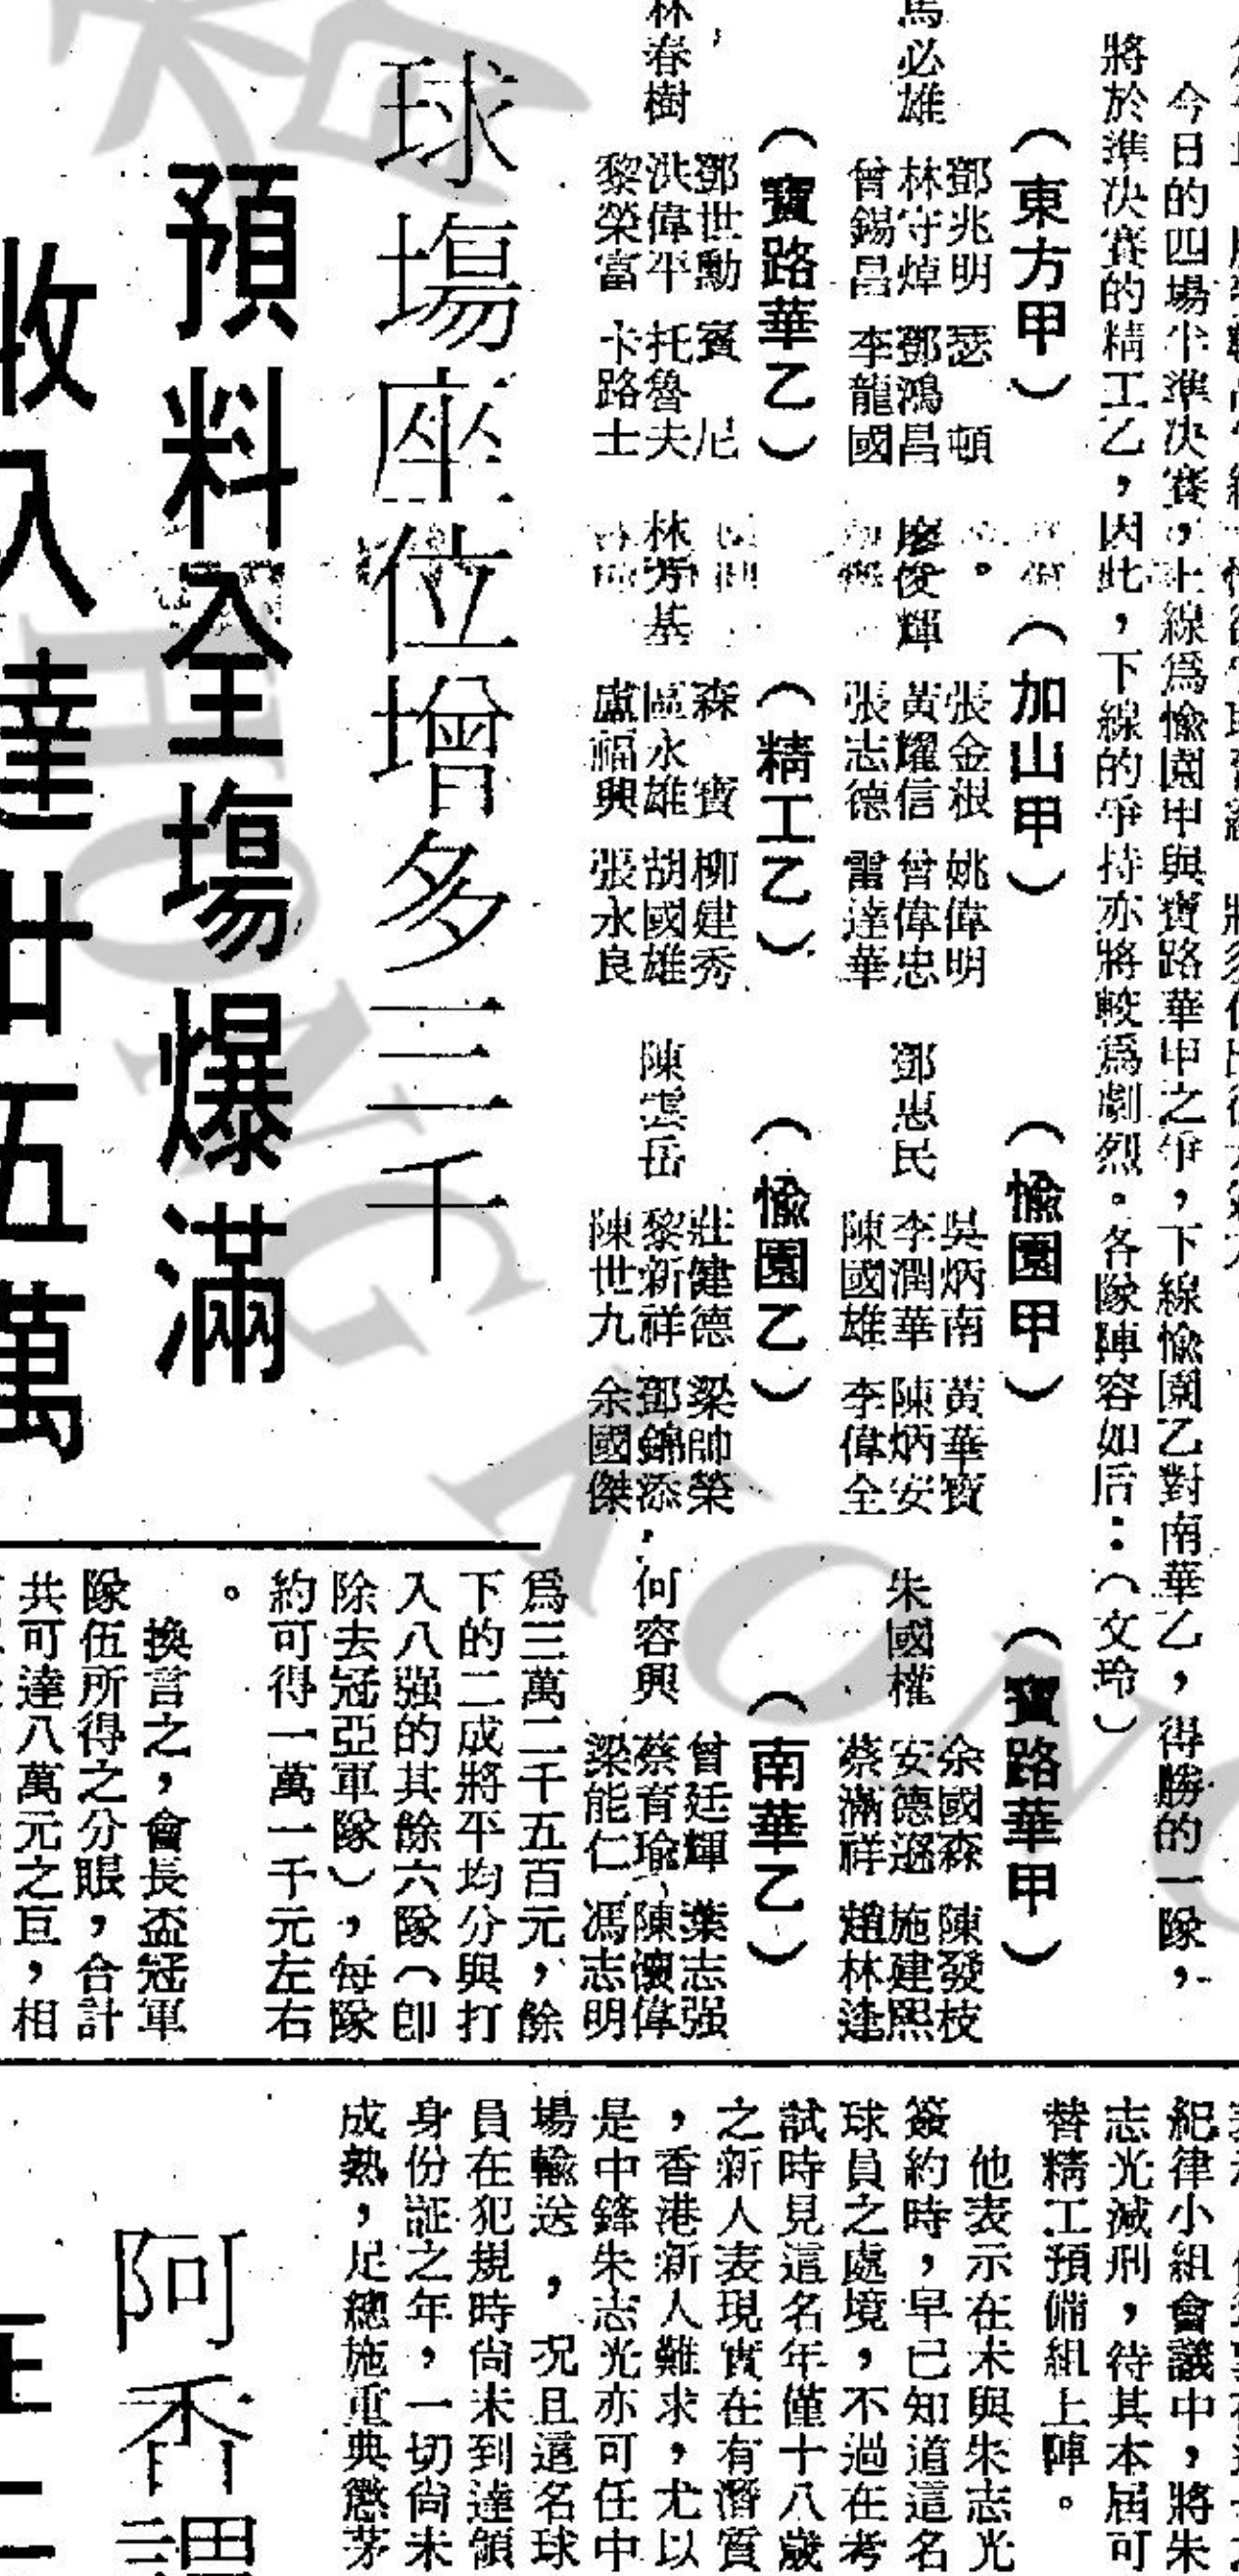 今日的四場半準决賽，上線爲愉園甲與寶路華甲之爭，下線愉園乙對南華乙，得勝的一隊，
將於準决賽的精工乙，因此，下線的爭持亦將較爲劇烈。各隊陣容如后：（文玲）
（東方甲）
馬必雄
鄧兆明 瑟頓
林守焯 鄧鴻昌
曾錫昌 李龍國
（加山甲）
廖俊輝
張金根 姚偉明
黃耀信 曾偉忠
張志德 雷達華
（愉園甲）
鄧惠民
吳炳南 黃華寶
李潤華 陳炳安
陳國雄 李偉全
（寶路華甲）
朱國權
余國森 陳發枝
安德遜 施建熙
蔡滿祥 趙林逢
（寶路華乙）
林春樹
鄧世勳 賓尼
洪偉平 托魯夫
黎榮富 卡路士
（精工乙）
林芳基
森寶 柳建秀
區永雄 胡國雄
盧福興 張永良
（愉園乙）
陳雲岳
莊健德 梁帥榮
黎新祥 鄧錦添
陳世九 余國傑
（南華乙）
何容興
曾廷輝 葉志强
蔡育瑜 陳懷偉
梁能仁 馮志明
球塲座位增多三千
預料全塲爆滿
收入達廿五萬
爲三萬二千五百元，餘
下的二成將平均分與打
入八强的其餘六隊（卽
除去冠亞軍隊），每隊
約可得一萬一千元左右
。
換言之，會長盃冠軍
隊伍所得之分賬，合計
共可達八萬元之巨，相
紀律小組會議中，將朱
志光減刑，待其本屆可
替精工預備組上陣。
他表示在未與朱志光
簽約時，早已知道這名
球員之處境，不過在考
試時見這名年僅十八歲
之新人表現實在有潛質
，香港新人難求，尤以
是中鋒朱志光亦可任中
場輸送，况且這名球
員在犯規時尙未到達領
身份証之年，一切尙未
成熟，足總施重典懲茅
阿香謂
HONG KONG